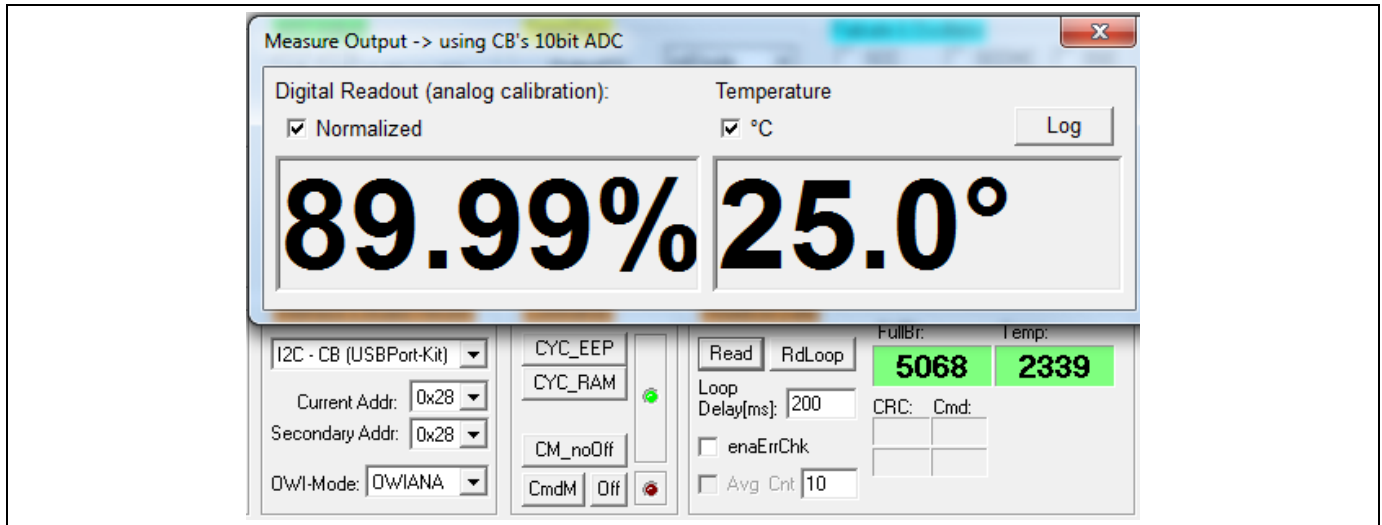 Measure Output -> using CB's 10bit ADC
x
Digital Readout (analog calibration):
Normalized
89.99%
Temperature
°C
Log
25.0°
I2C - CB (USBPort-Kit)
Current Addr: 0x28
Secondary Addr: 0x28
OWI-Mode: OWIANA
CYC_EEP
CYC_RAM
CM_noOff
CmdM Off
Read RdLoop
Loop
Delay[ms]: 200
enaErrChk
Avg Cnt 10
FullBr: Temp:
5068 2339
CRC: Cmd: